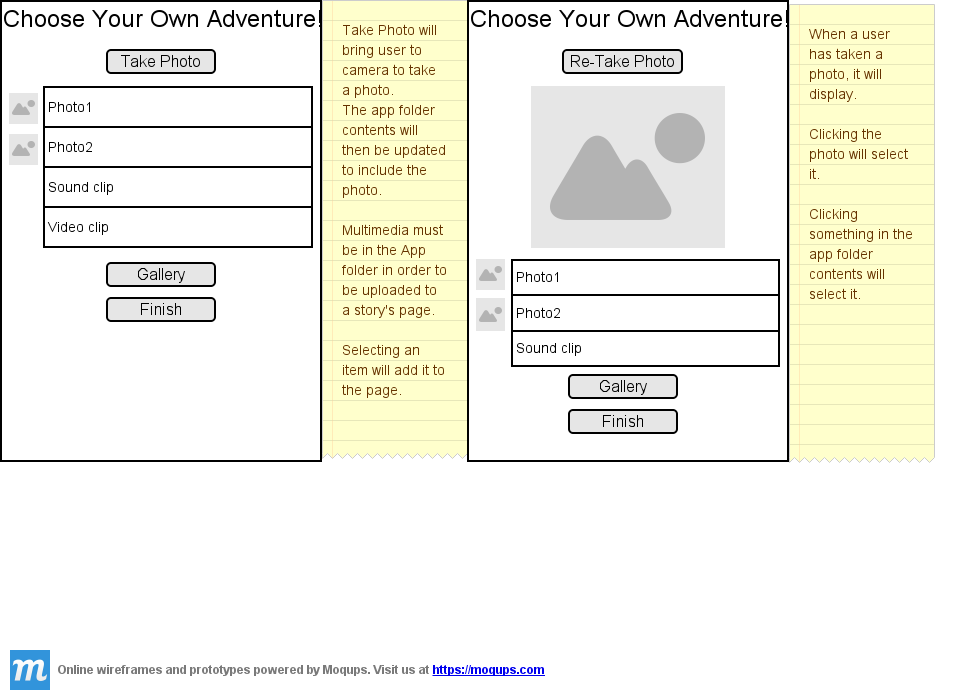 Choose Your Own Adventure!
Take Photo
Photo1
Photo2
Sound clip
Video clip
Gallery
Finish
Take Photo will
bring user to
camera to take
a photo.
The app folder
contents will
then be updated
to include the
photo.
Multimedia must
be in the App
folder in order to
be uploaded to
a story's page.
Selecting an
item will add it to
the page.
Choose Your Own Adventure!
Re-Take Photo
Photo1
Photo2
Sound clip
Gallery
Finish
When a user
has taken a
photo, it will
display.
Clicking the
photo will select
it.
Clicking
something in the
app folder
contents will
select it.
m Online wireframes and prototypes powered by Moqups. Visit us at https://moqups.com